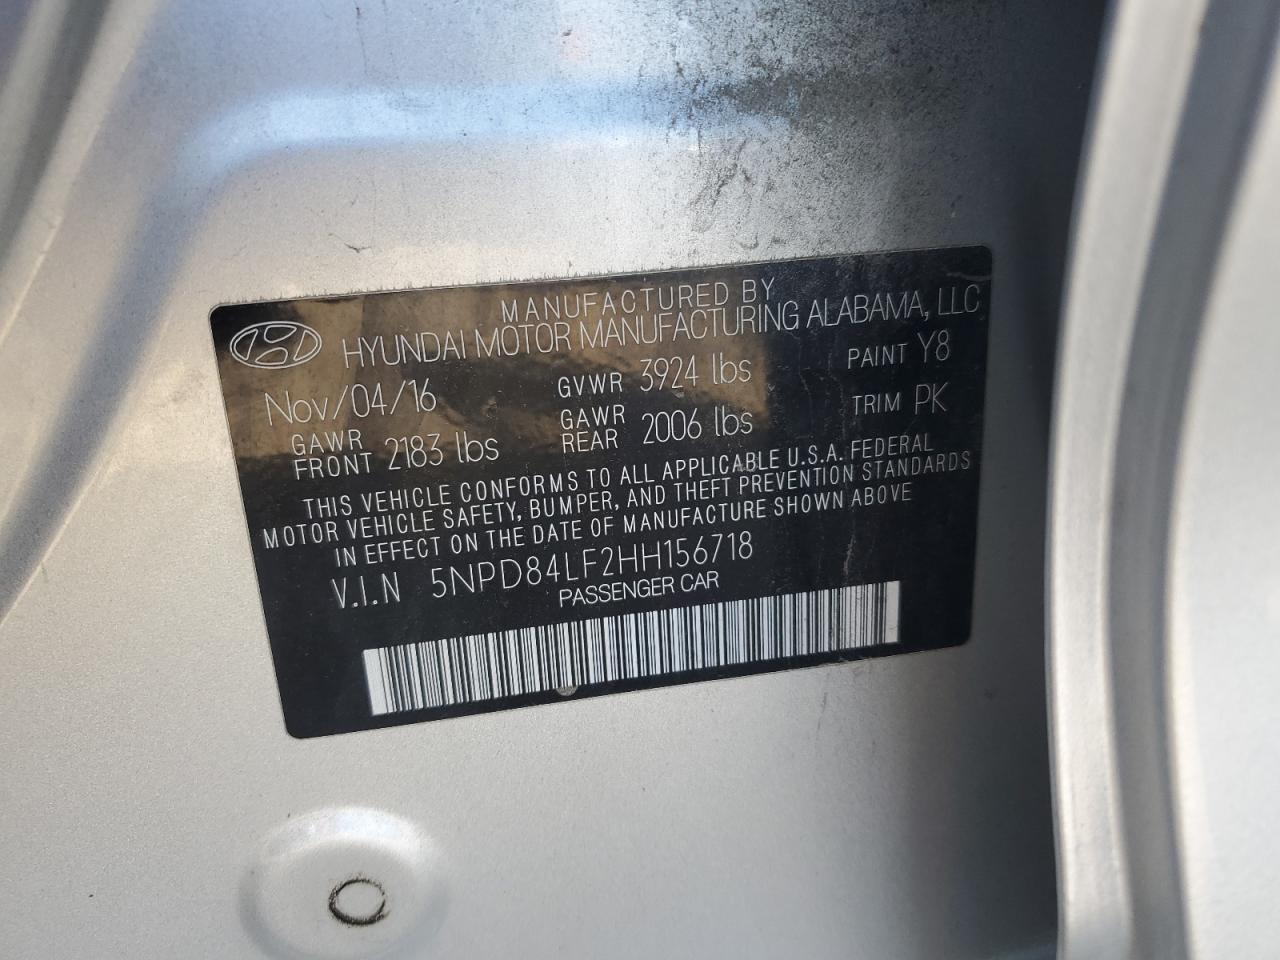 MANUFACTURED BY
HYUNDAI MOTOR MANUFACTURING ALABAMA, LLC
Nov/04/16 GVWR 3924 lbs PAINT Y8
GAWR FRONT 2183 lbs GAWR REAR 2006 lbs TRIM PK
THIS VEHICLE CONFORMS TO ALL APPLICABLE U.S.A. FEDERAL
MOTOR VEHICLE SAFETY, BUMPER, AND THEFT PREVENTION STANDARDS
IN EFFECT ON THE DATE OF MANUFACTURE SHOWN ABOVE
V.I.N 5NPD84LF2HH156718
PASSENGER CAR